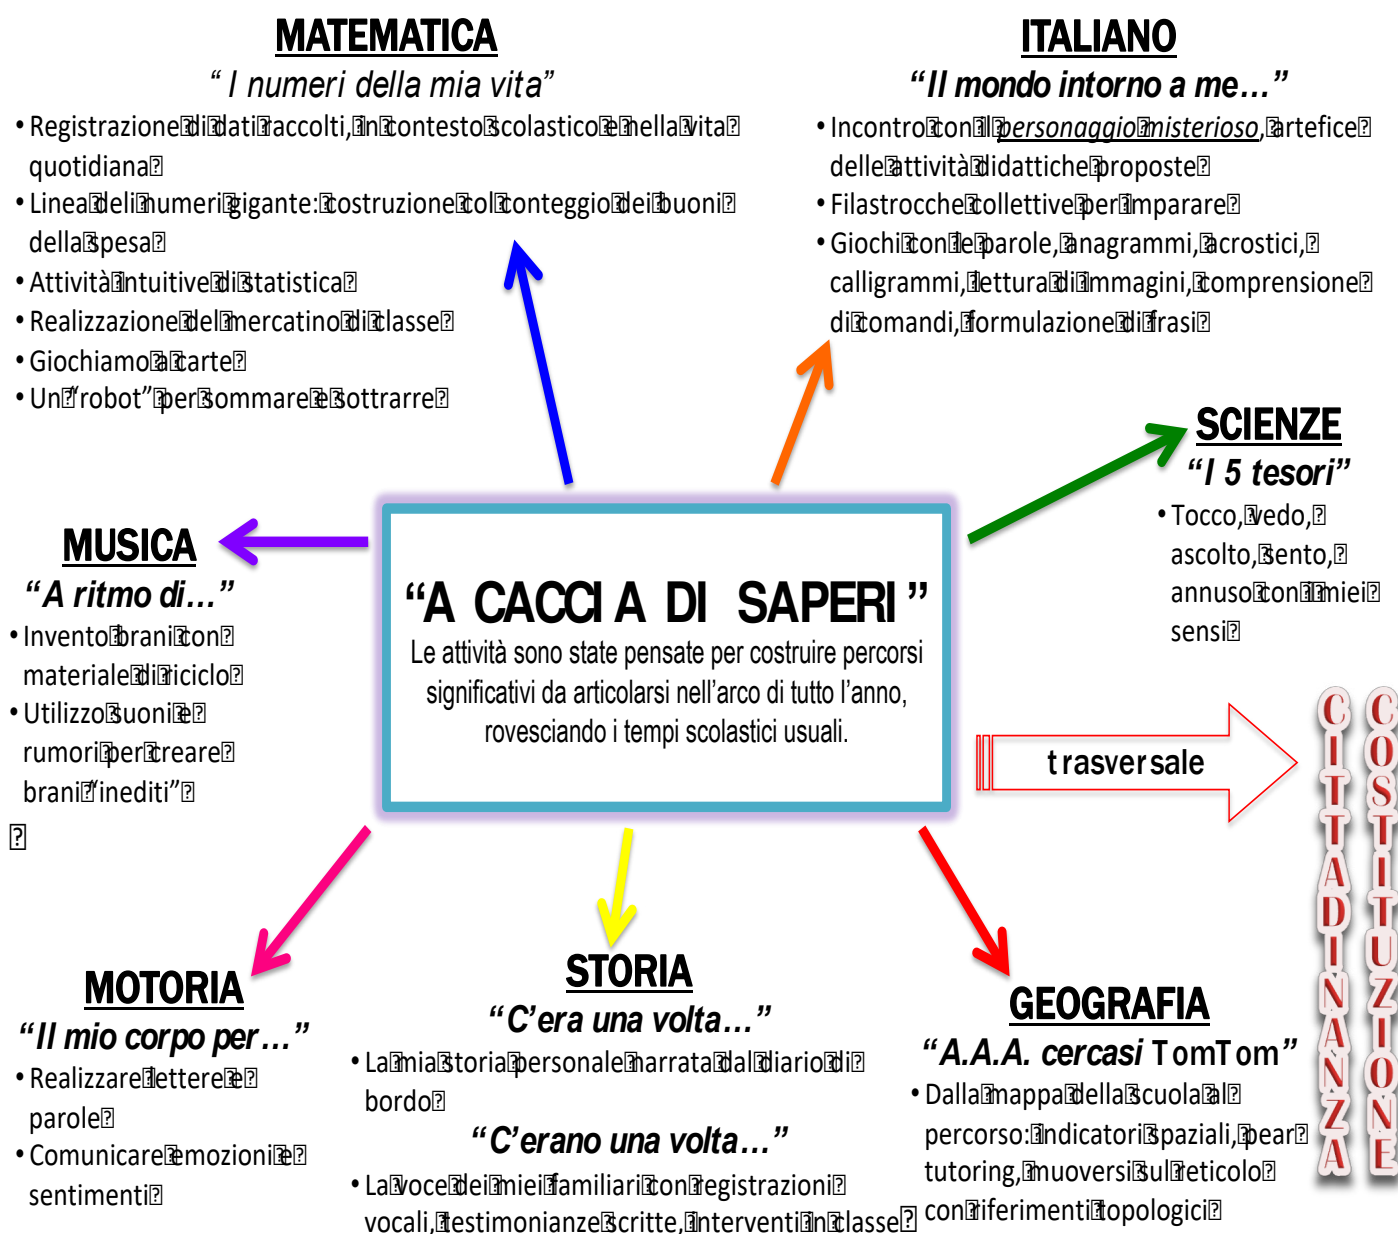 MATEMATICA
“ I numeri della mia vita”
• Registrazione di dati raccolti, in contesto scolastico e nella vita
quotidiana
• Linea deli numeri gigante: costruzione col conteggio dei buoni
della spesa
• Attività intuitive di statistica
• Realizzazione del mercatino di classe
• Giochiamo a carte
• Un “robot” per sommare e sottrarre
ITALIANO
“Il mondo intorno a me…”
• Incontro con il personaggio misterioso, artefice
delle attività didattiche proposte
• Filastrocche collettive per imparare
• Giochi con le parole, anagrammi, acrostici,
calligrammi, lettura di immagini, comprensione
di comandi, formulazione di frasi
SCIENZE
“I 5 tesori”
• Tocco, vedo,
ascolto, sento,
annuso con i miei
sensi
MUSICA
“A ritmo di…”
• Invento brani con
materiale di riciclo
• Utilizzo suoni e
rumori per creare
brani “inediti”
“A CACCIA DI SAPERI”
Le attività sono state pensate per costruire percorsi
significativi da articolarsi nell’arco di tutto l’anno,
rovesciando i tempi scolastici usuali.
trasversale
CITTADINANZA
COSTITUZIONE
MOTORIA
“Il mio corpo per…”
• Realizzare lettere e
parole
• Comunicare emozioni e
sentimenti
STORIA
“C’era una volta…”
• La mia storia personale narrata dal diario di
bordo
“C’erano una volta…”
• La voce dei miei familiari con registrazioni
vocali, testimonianze scritte, interventi in classe
GEOGRAFIA
“A.A.A. cercasi TomTom”
• Dalla mappa della scuola al
percorso: indicatori spaziali, pear
tutoring, muoversi sul reticolo
con riferimenti topologici